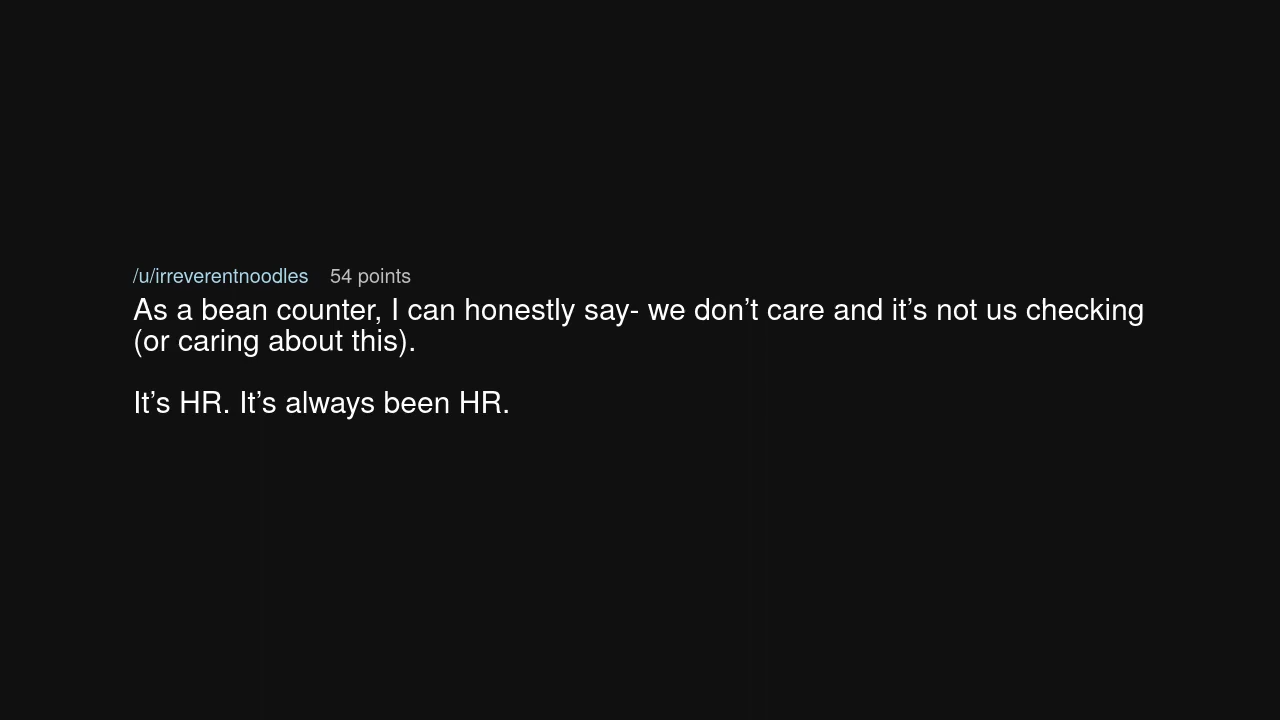 /u/irreverentnoodles 54 points
As a bean counter, I can honestly say- we don’t care and it’s not us checking
(or caring about this).
It’s HR. It’s always been HR.